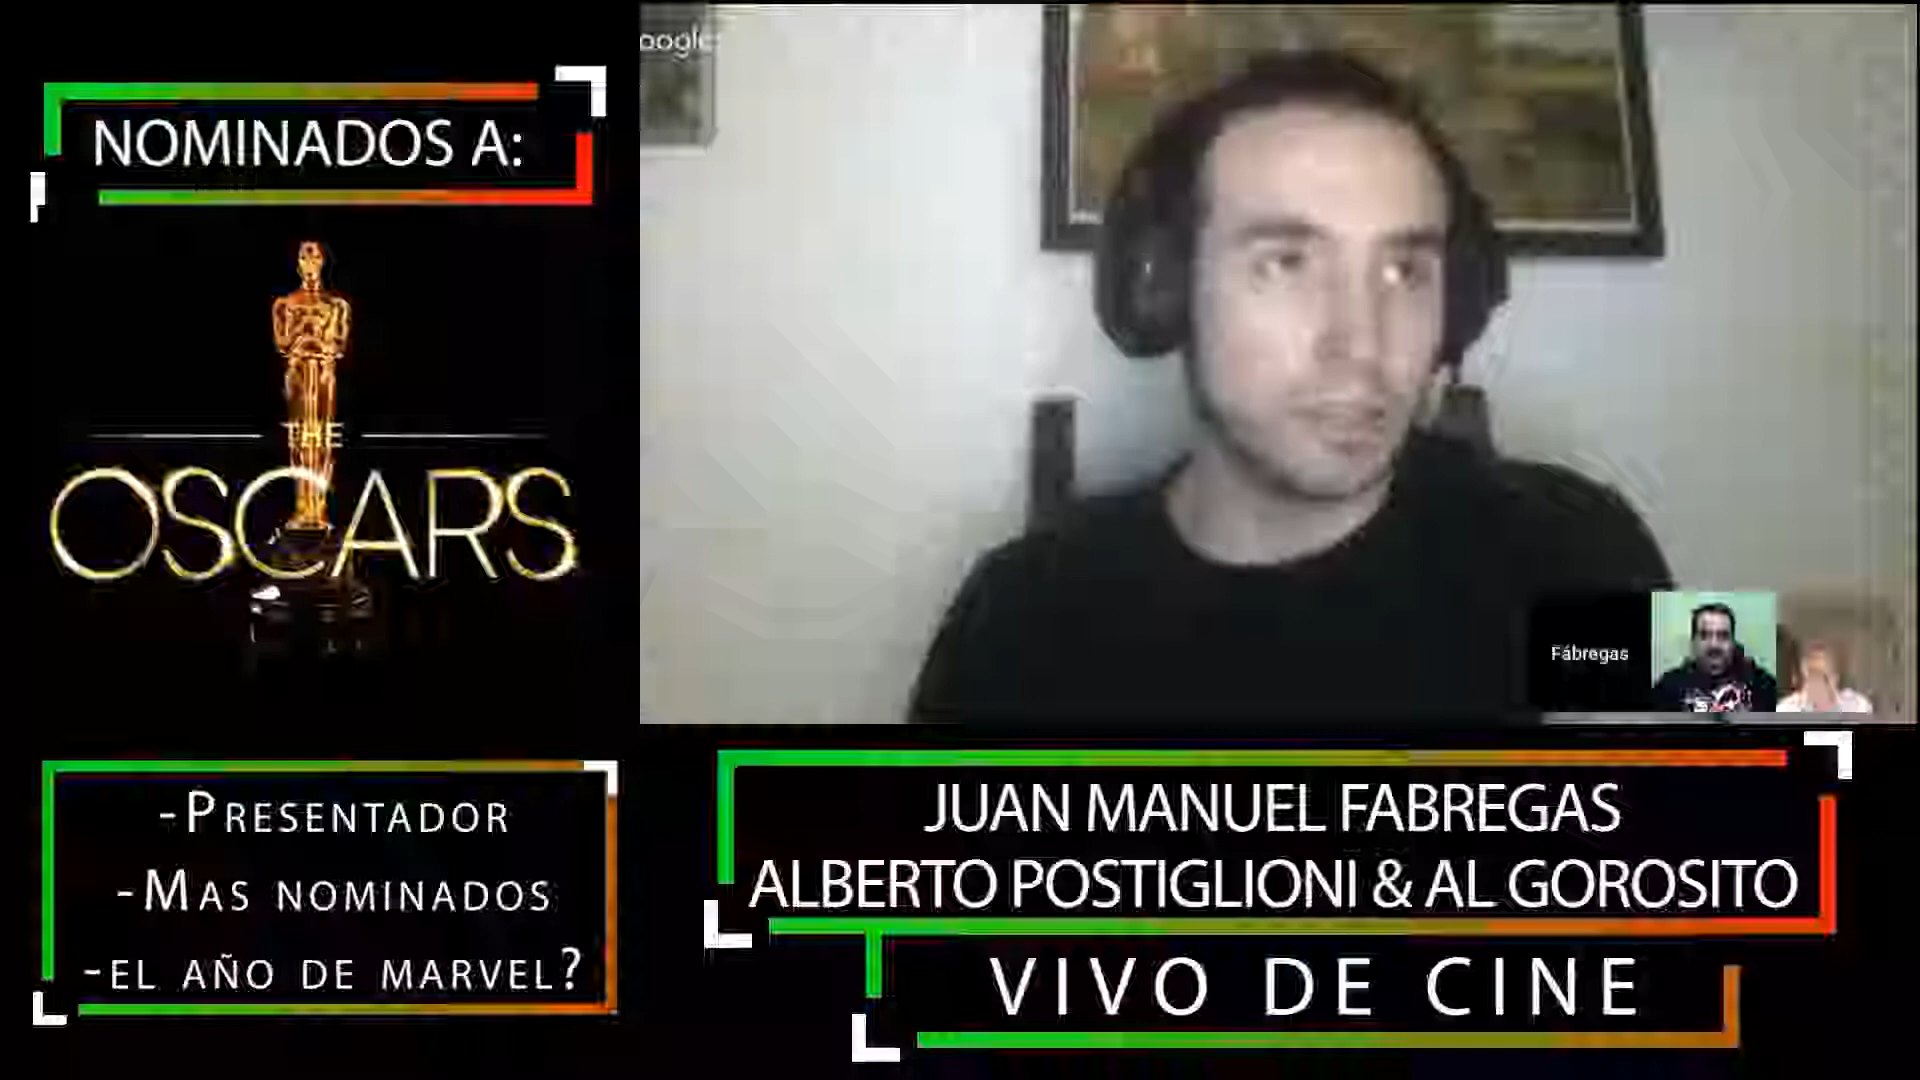 NOMINADOS A:
THE
OSCARS
-PRESENTADOR
-MAS NOMINADOS
-EL AÑO DE MARVEL?
oogle
Fábregas
JUAN MANUEL FABREGAS
ALBERTO POSTIGLIONI & AL GOROSITO
VIVO DE CINE